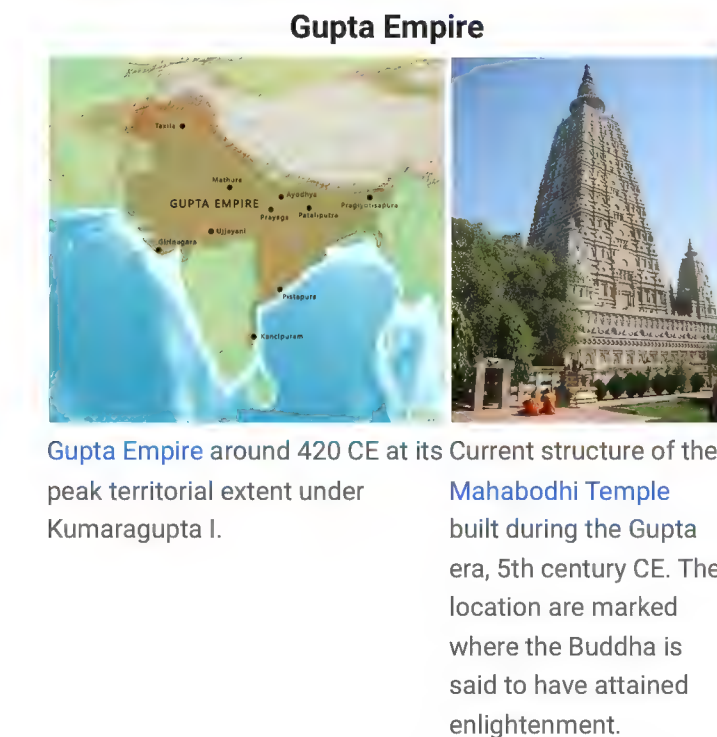 Gupta Empire
Taxila
Mathura
GUPTA EMPIRE
Ayodhya
Prayaga
Pataliputra
Pragjyotisapura
Ujjayani
Girinagara
Pistapura
Kancipuram
Gupta Empire around 420 CE at its
peak territorial extent under
Kumaragupta I.
Current structure of the
Mahabodhi Temple
built during the Gupta
era, 5th century CE. The
location are marked
where the Buddha is
said to have attained
enlightenment.